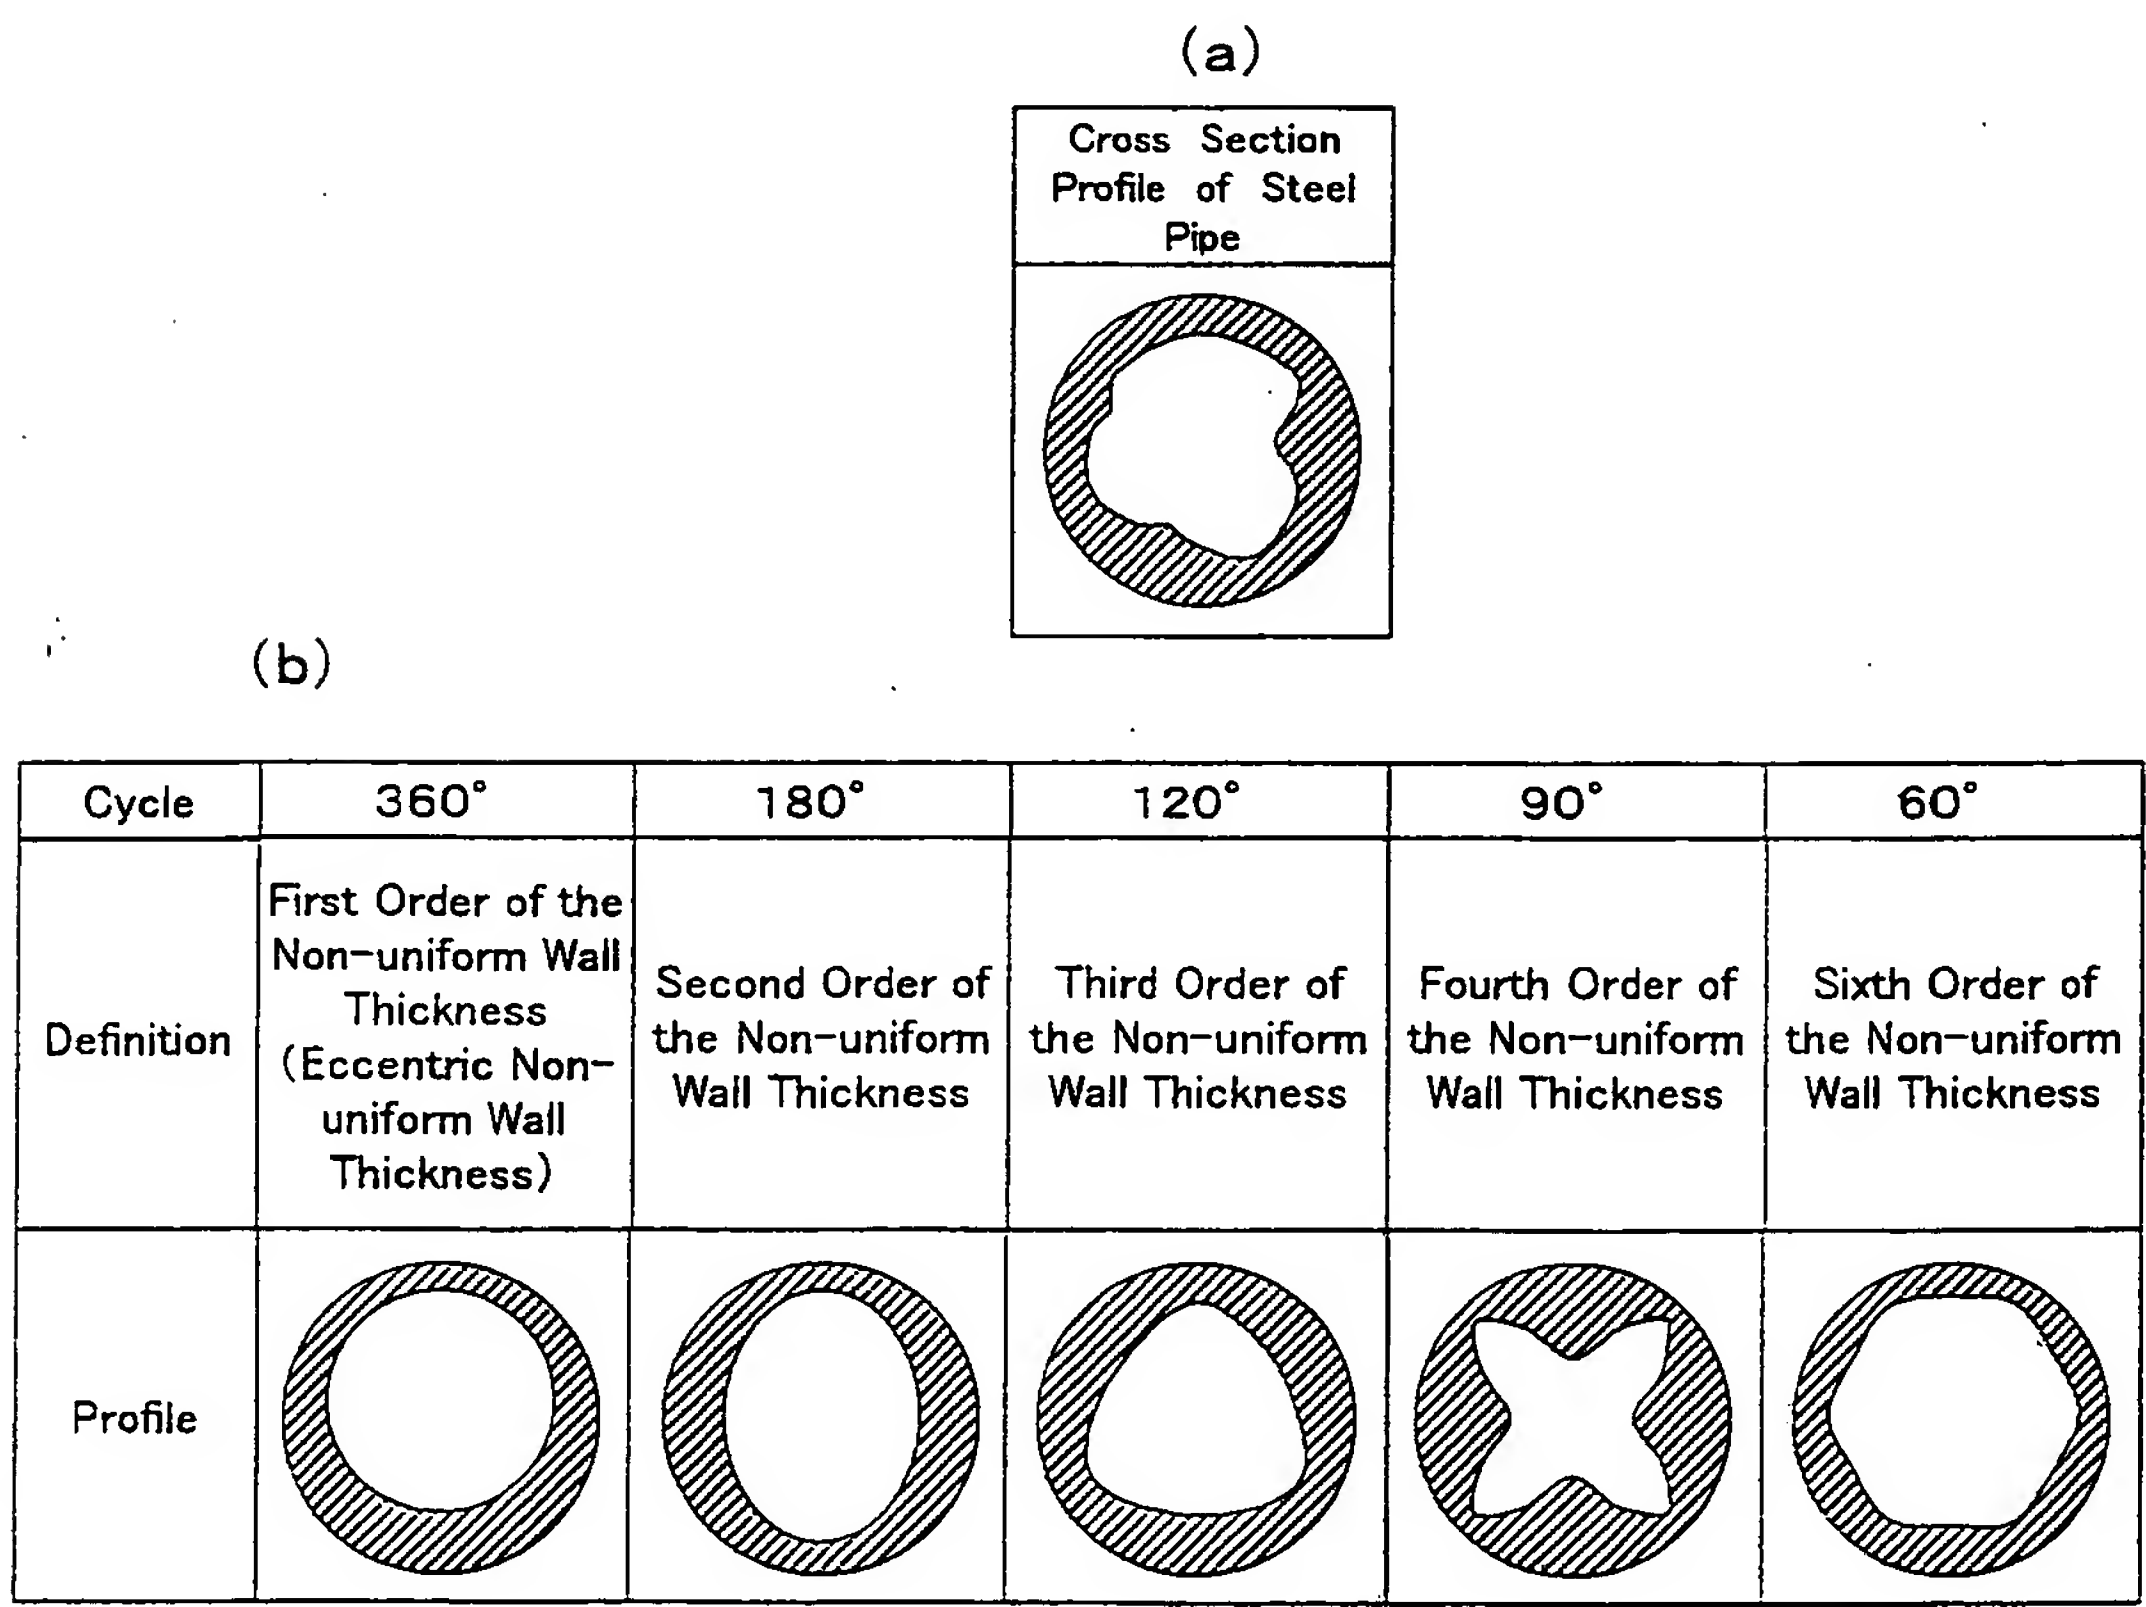 (a)
Cross Section
Profile of Steel
Pipe
(b)
Cycle
360°
180°
120°
90°
60°
Definition
First Order of the
Non-uniform Wall
Thickness
(Eccentric Non-
uniform Wall
Thickness)
Second Order of
the Non-uniform
Wall Thickness
Third Order of
the Non-uniform
Wall Thickness
Fourth Order of
the Non-uniform
Wall Thickness
Sixth Order of
the Non-uniform
Wall Thickness
Profile